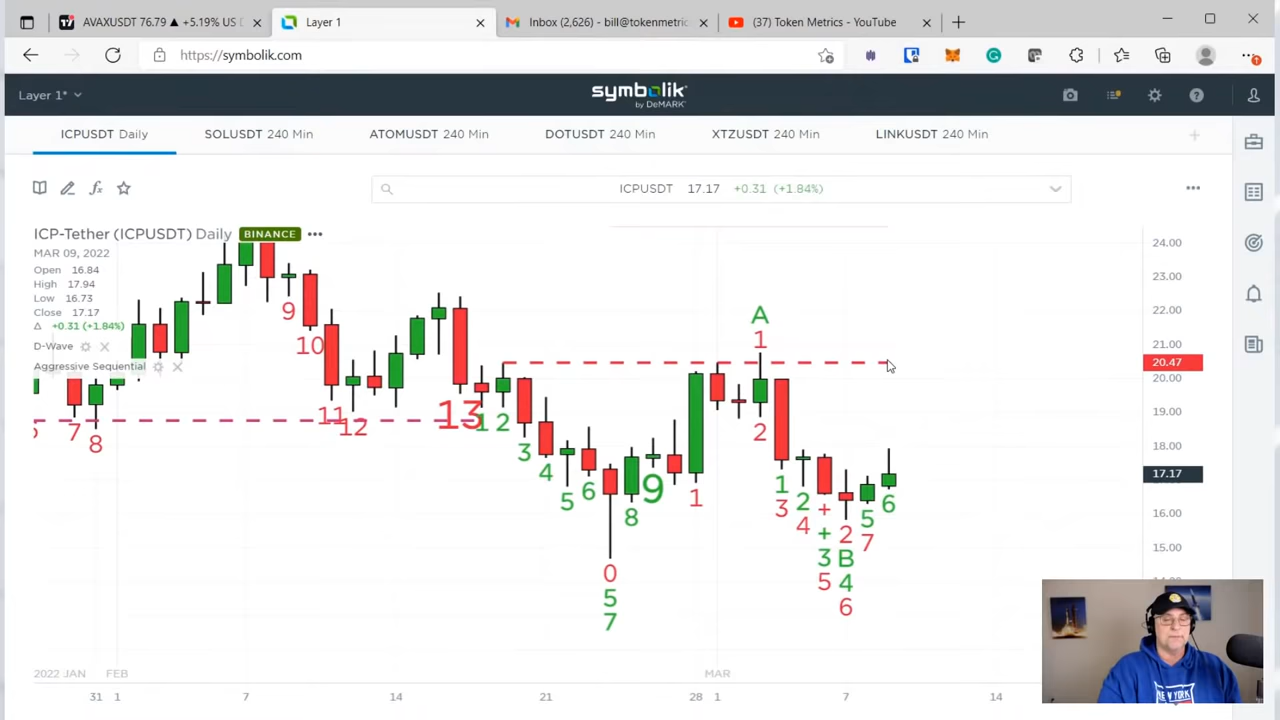 AVAXUSDT 76.79 ▲ +5.19% US
Layer 1
Inbox (2,626) - bill@tokenmetric
(37) Token Metrics - YouTube
https://symbolik.com
Layer 1*
symbolik
by DeMARK
ICPUSDT Daily
SOLUSDT 240 Min
ATOMUSDT 240 Min
DOTUSDT 240 Min
XTZUSDT 240 Min
LINKUSDT 240 Min
ICPUSDT 17.17 +0.31 (+1.84%)
ICP-Tether (ICPUSDT) Daily BINANCE
MAR 09, 2022
Open 16.84
High 17.94
Low 16.73
Close 17.17
Δ +0.31 (+1.84%)
D-Wave
Aggressive Sequential
24.00
23.00
22.00
21.00
20.47
20.00
19.00
18.00
17.17
16.00
15.00
7
8
9
10
11
12
13
1
2
3
4
5
6
0
5
7
8
9
1
A
1
2
1
3
2
4
+
+
3
5
2
B
4
6
5
7
6
2022 JAN FEB MAR
31 1 7 14 21 28 1 7 14
NEW YORK